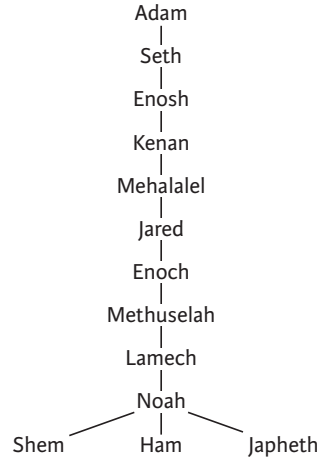 Adam
Seth
Enosh
Kenan
Mehalalel
Jared
Enoch
Methuselah
Lamech
Noah
Shem Ham Japheth